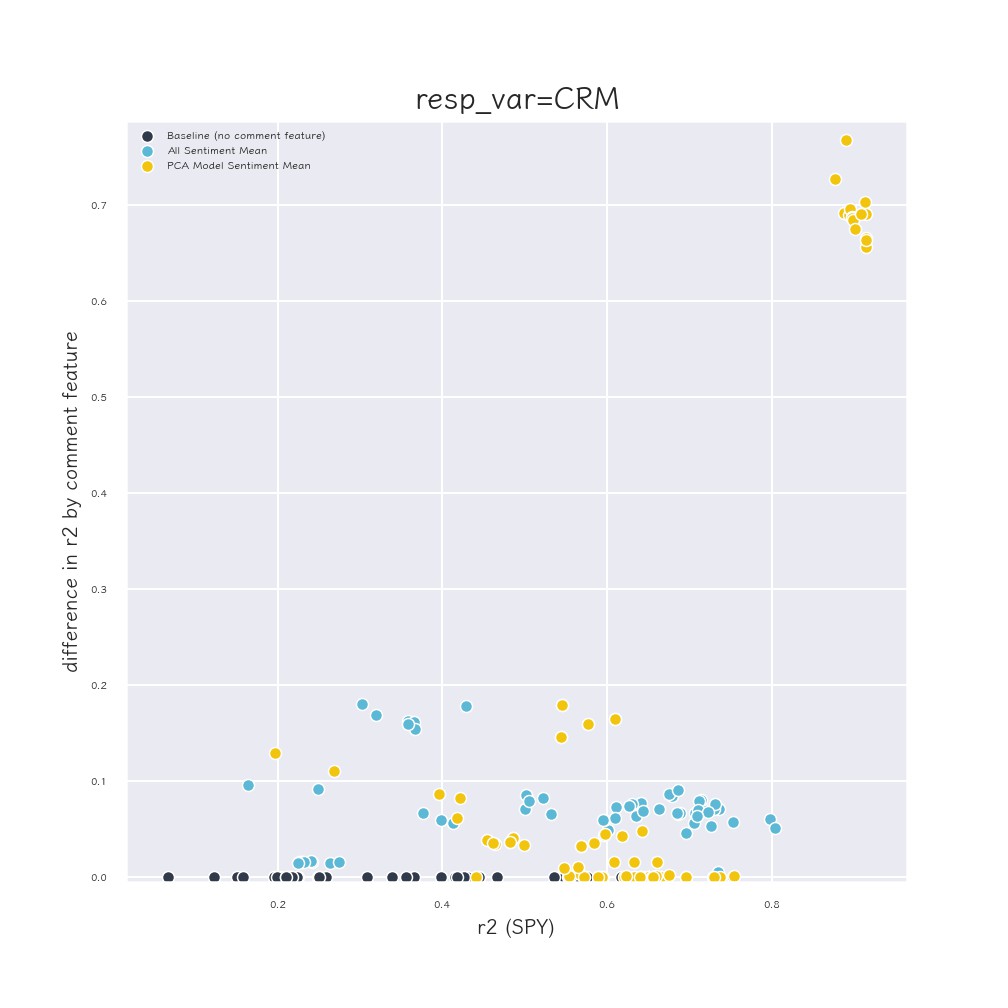 resp_var=CRM
Baseline (no comment feature)
All Sentiment Mean
PCA Model Sentiment Mean
difference in r2 by comment feature
0.7
0.6
0.5
0.4
0.3
0.2
0.1
0.0
0.2
0.4
0.6
0.8
r2 (SPY)